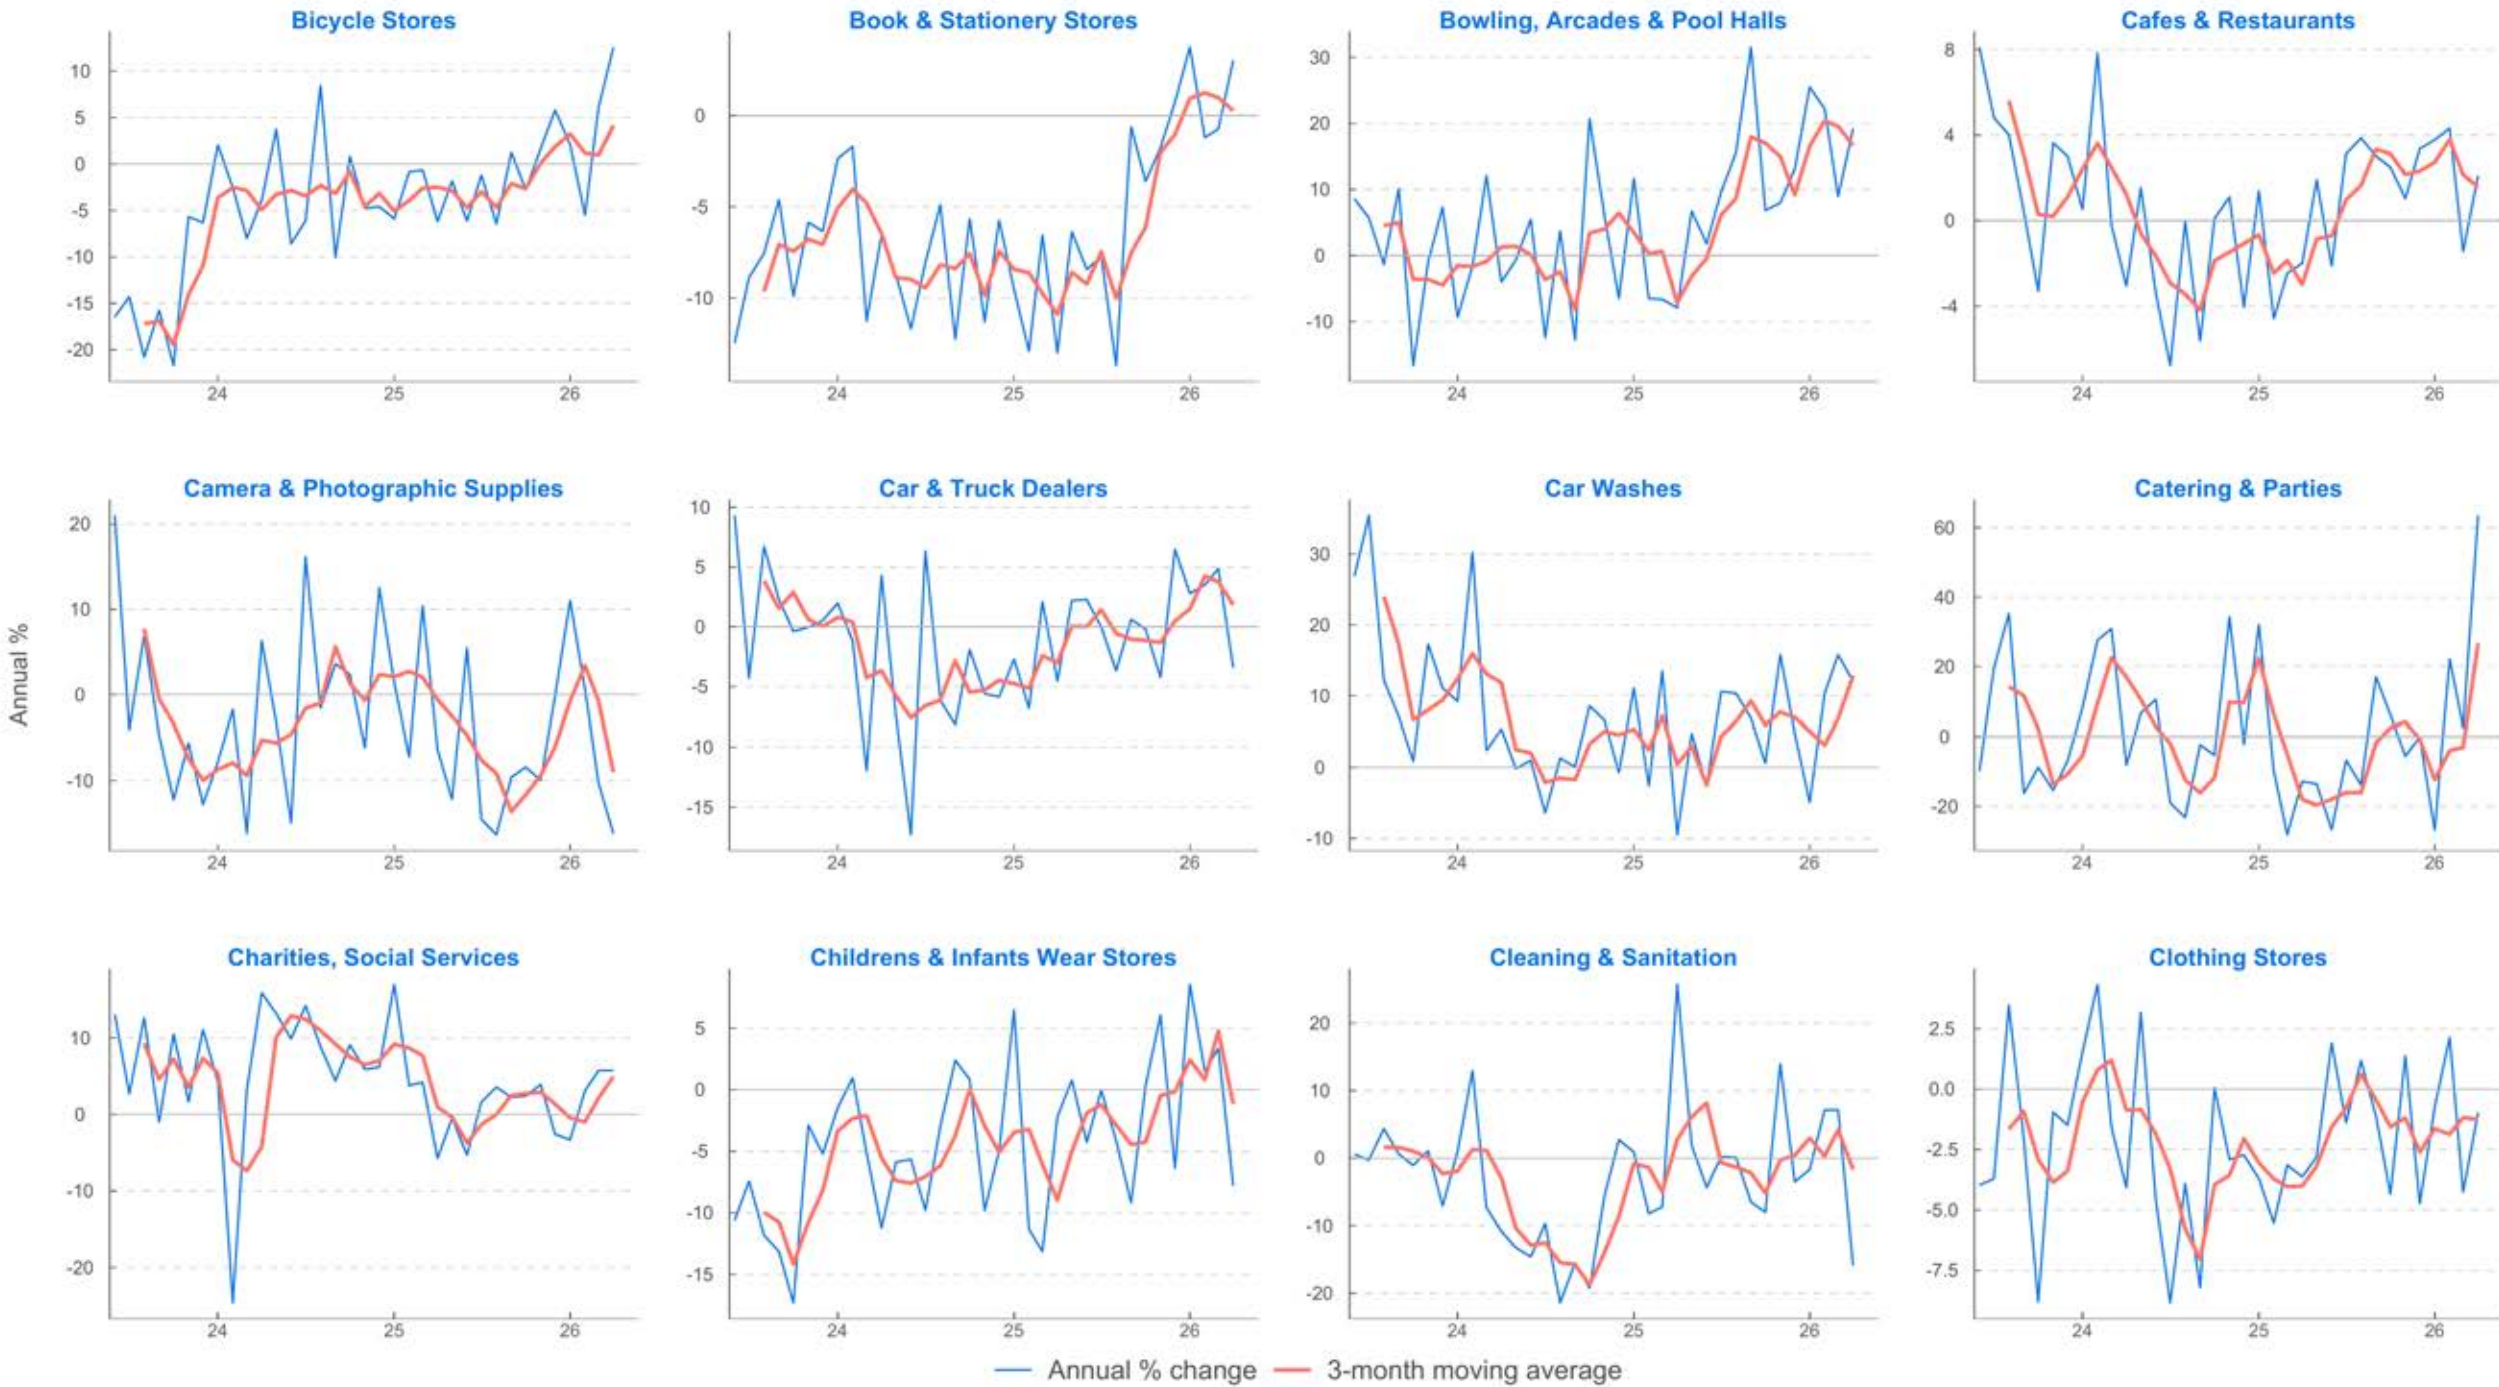 Bicycle Stores
10
5
0
-5
-10
-15
-20
24 25 26
Book & Stationery Stores
0
-5
-10
24 25 26
Bowling, Arcades & Pool Halls
30
20
10
0
-10
24 25 26
Cafes & Restaurants
8
4
0
-4
24 25 26
Annual %
Camera & Photographic Supplies
20
10
0
-10
24 25 26
Car & Truck Dealers
10
5
0
-5
-10
-15
24 25 26
Car Washes
30
20
10
0
-10
24 25 26
Catering & Parties
60
40
20
0
-20
24 25 26
Charities, Social Services
10
0
-10
-20
24 25 26
Childrens & Infants Wear Stores
5
0
-5
-10
-15
24 25 26
Cleaning & Sanitation
20
10
0
-10
-20
24 25 26
Clothing Stores
2.5
0.0
-2.5
-5.0
-7.5
24 25 26
Annual % change 3-month moving average